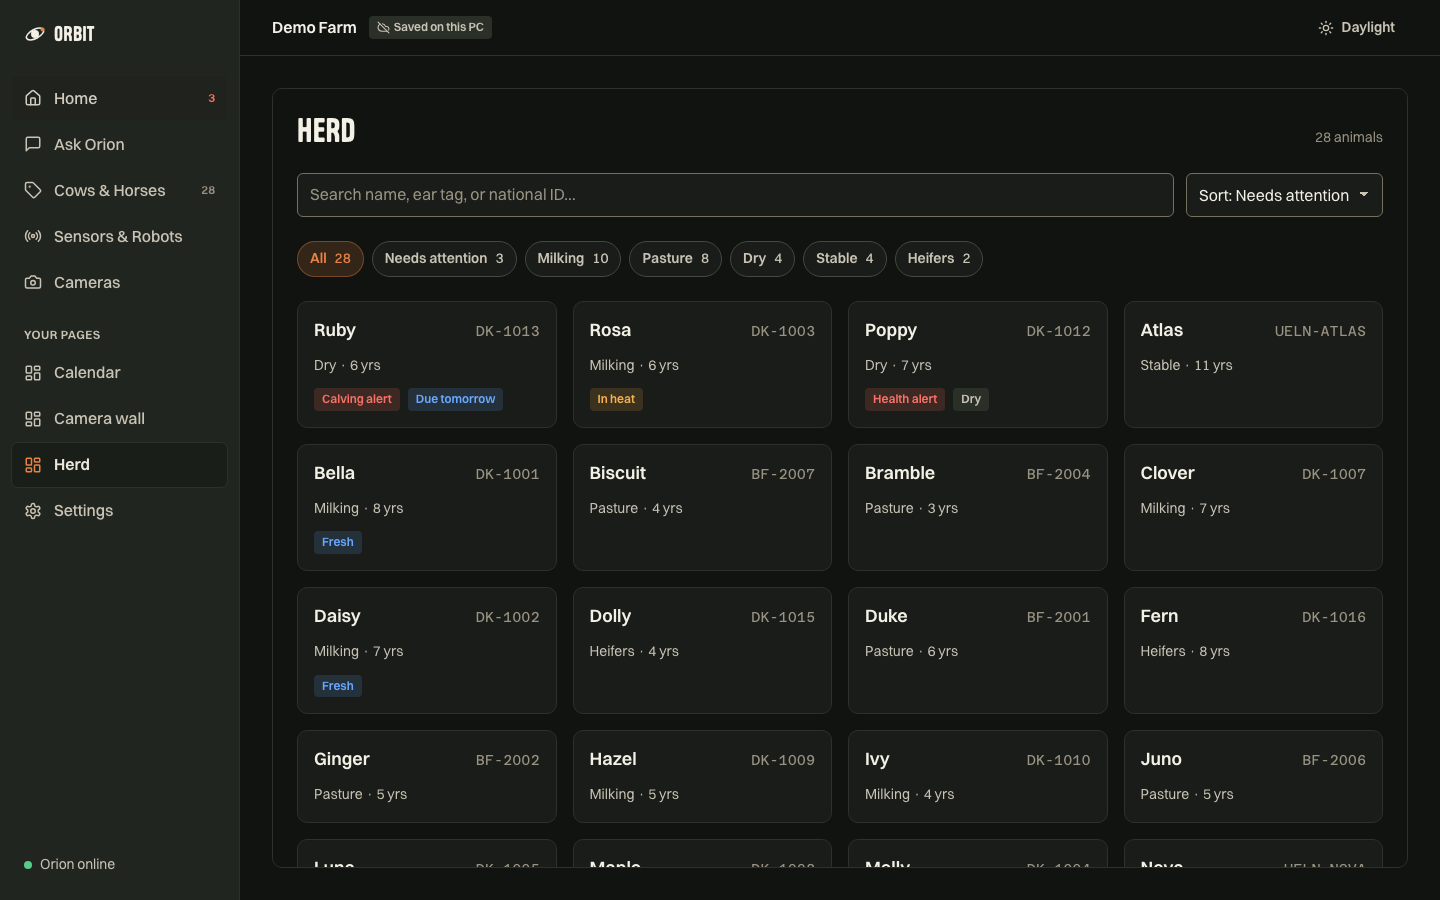 ORBIT
Home 3
Ask Orion
Cows & Horses 28
Sensors & Robots
Cameras
YOUR PAGES
Calendar
Camera wall
Herd
Settings
Orion online
Demo Farm
Saved on this PC
Daylight
HERD
28 animals
Search name, ear tag, or national ID...
Sort: Needs attention
All 28
Needs attention 3
Milking 10
Pasture 8
Dry 4
Stable 4
Heifers 2
Ruby DK-1013
Dry · 6 yrs
Calving alert Due tomorrow
Rosa DK-1003
Milking · 6 yrs
In heat
Poppy DK-1012
Dry · 7 yrs
Health alert Dry
Atlas UELN-ATLAS
Stable · 11 yrs
Bella DK-1001
Milking · 8 yrs
Fresh
Biscuit BF-2007
Pasture · 4 yrs
Bramble BF-2004
Pasture · 3 yrs
Clover DK-1007
Milking · 7 yrs
Daisy DK-1002
Milking · 7 yrs
Fresh
Dolly DK-1015
Heifers · 4 yrs
Duke BF-2001
Pasture · 6 yrs
Fern DK-1016
Heifers · 8 yrs
Ginger BF-2002
Pasture · 5 yrs
Hazel DK-1009
Milking · 5 yrs
Ivy DK-1010
Milking · 4 yrs
Juno BF-2006
Pasture · 5 yrs